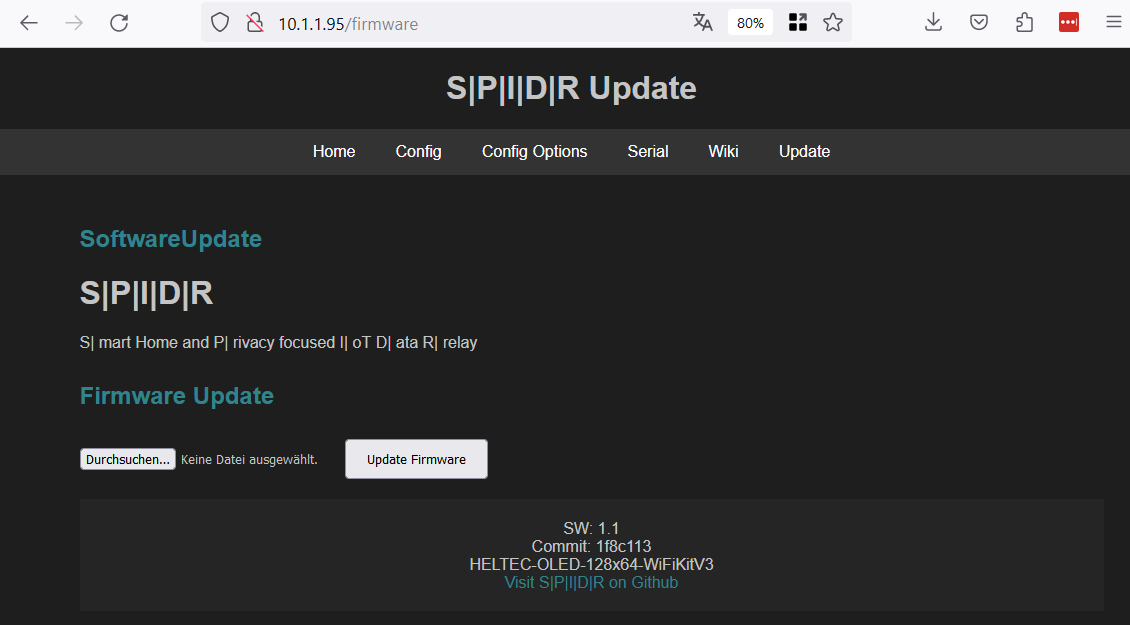 10.1.1.95/firmware
80%
S|P|I|D|R Update
Home Config Config Options Serial Wiki Update
SoftwareUpdate
S|P|I|D|R
S| mart Home and P| rivacy focused I| oT D| ata R| relay
Firmware Update
Durchsuchen... Keine Datei ausgewählt. Update Firmware
SW: 1.1
Commit: 1f8c113
HELTEC-OLED-128x64-WiFiKitV3
Visit S|P|I|D|R on Github